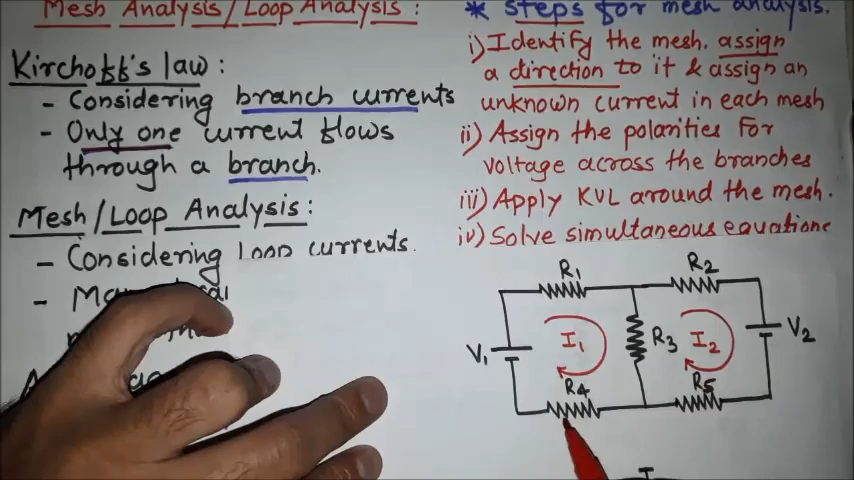 Mesh Analysis/Loop Analysis:
Kirchoff's law:
- Considering branch currents
- Only one current flows
through a branch.
Mesh/Loop Analysis:
- Considering Loop currents.
-
* Steps for mesh analysis.
i) Identify the mesh, assign
a direction to it & assign an
unknown current in each mesh
ii) Assign the polarities For
voltage across the branches
iii) Apply KVL around the mesh.
iv) Solve simultaneous equations
R1 R2
V1 I1 R3 I2 V2
R4 R5
I